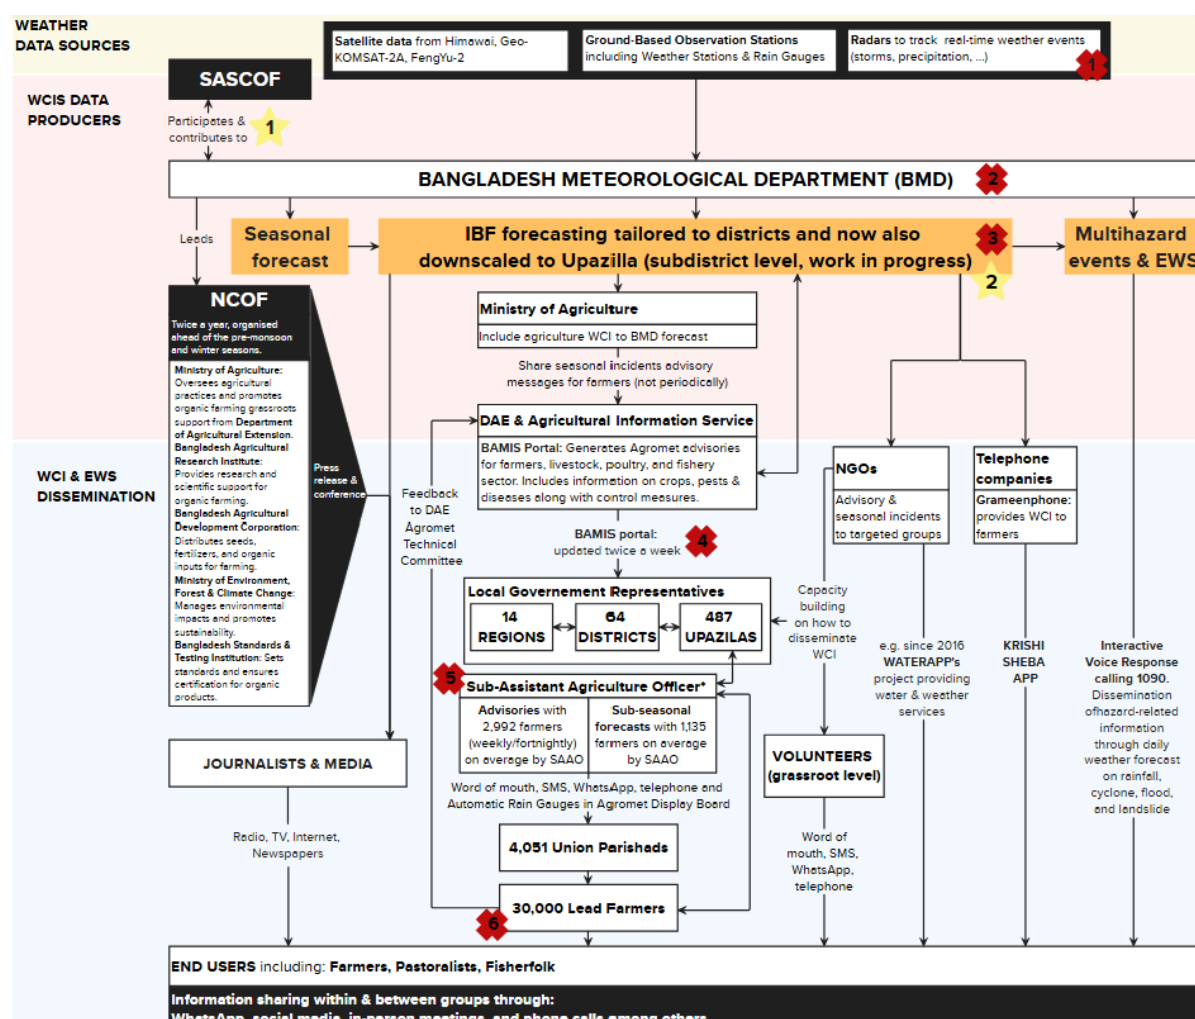 WEATHER
DATA SOURCES
Satellite data from Himawai, Geo-
KOMSAT-2A, FengYu-2
Ground-Based Observation Stations
including Weather Stations & Rain Gauges
Radars to track real-time weather events
(storms, precipitation, ...)
1
SASCOF
WCIS DATA
PRODUCERS
Participates &
contributes to
1
BANGLADESH METEOROLOGICAL DEPARTMENT (BMD)
2
Leads
Seasonal
forecast
IBF forecasting tailored to districts and now also
downscaled to Upazilla (subdistrict level, work in progress)
3
2
Multihazard
events & EWS
NCOF
Twice a year, organised
ahead of the pre-monsoon
and winter seasons.
Ministry of Agriculture:
Oversees agricultural
practices and promotes
organic farming grassroots
support from Department
of Agricultural Extension.
Bangladesh Agricultural
Research Institute:
Provides research and
scientific support for
organic farming.
Bangladesh Agricultural
Development Corporation:
Distributes seeds,
fertilizers, and organic
inputs for farming.
Ministry of Environment,
Forest & Climate Change:
Manages environmental
impacts and promotes
sustainability.
Bangladesh Standards &
Testing Institution: Sets
standards and ensures
certification for organic
products.
Press
release &
conference
Ministry of Agriculture
Include agriculture WCI to BMD forecast
Share seasonal incidents advisory
messages for farmers (not periodically)
DAE & Agricultural Information Service
BAMIS Portal: Generates Agromet advisories
for farmers, livestock, poultry, and fishery
sector. Includes information on crops, pests &
diseases along with control measures.
WCI & EWS
DISSEMINATION
Feedback
to DAE
Agromet
Technical
Committee
BAMIS portal:
updated twice a week
4
NGOs
Advisory &
seasonal incidents
to targeted groups
Telephone
companies
Grameenphone:
provides WCI to
farmers
Local Governement Representatives
14
REGIONS
64
DISTRICTS
487
UPAZILAS
Capacity
building
on how to
disseminate
WCI
e.g. since 2016
WATERAPP's
project providing
water & weather
services
KRISHI
SHEBA
APP
Interactive
Voice Response
calling 1090.
Dissemination
ofhazard-related
information
through daily
weather forecast
on rainfall,
cyclone, flood,
and landslide
5
Sub-Assistant Agriculture Officer*
Advisories with
2,992 farmers
(weekly/fortnightly)
on average by SAAO
Sub-seasonal
forecasts with 1,135
farmers on average
by SAAO
JOURNALISTS & MEDIA
VOLUNTEERS
(grassroot level)
Word of mouth, SMS, WhatsApp, telephone and
Automatic Rain Gauges in Agromet Display Board
Radio, TV, Internet,
Newspapers
4,051 Union Parishads
Word of
mouth, SMS,
WhatsApp,
telephone
30,000 Lead Farmers
6
END USERS including: Farmers, Pastoralists, Fisherfolk
Information sharing within & between groups through:
WhatsApp, social media, in-person meetings, and phone calls among others